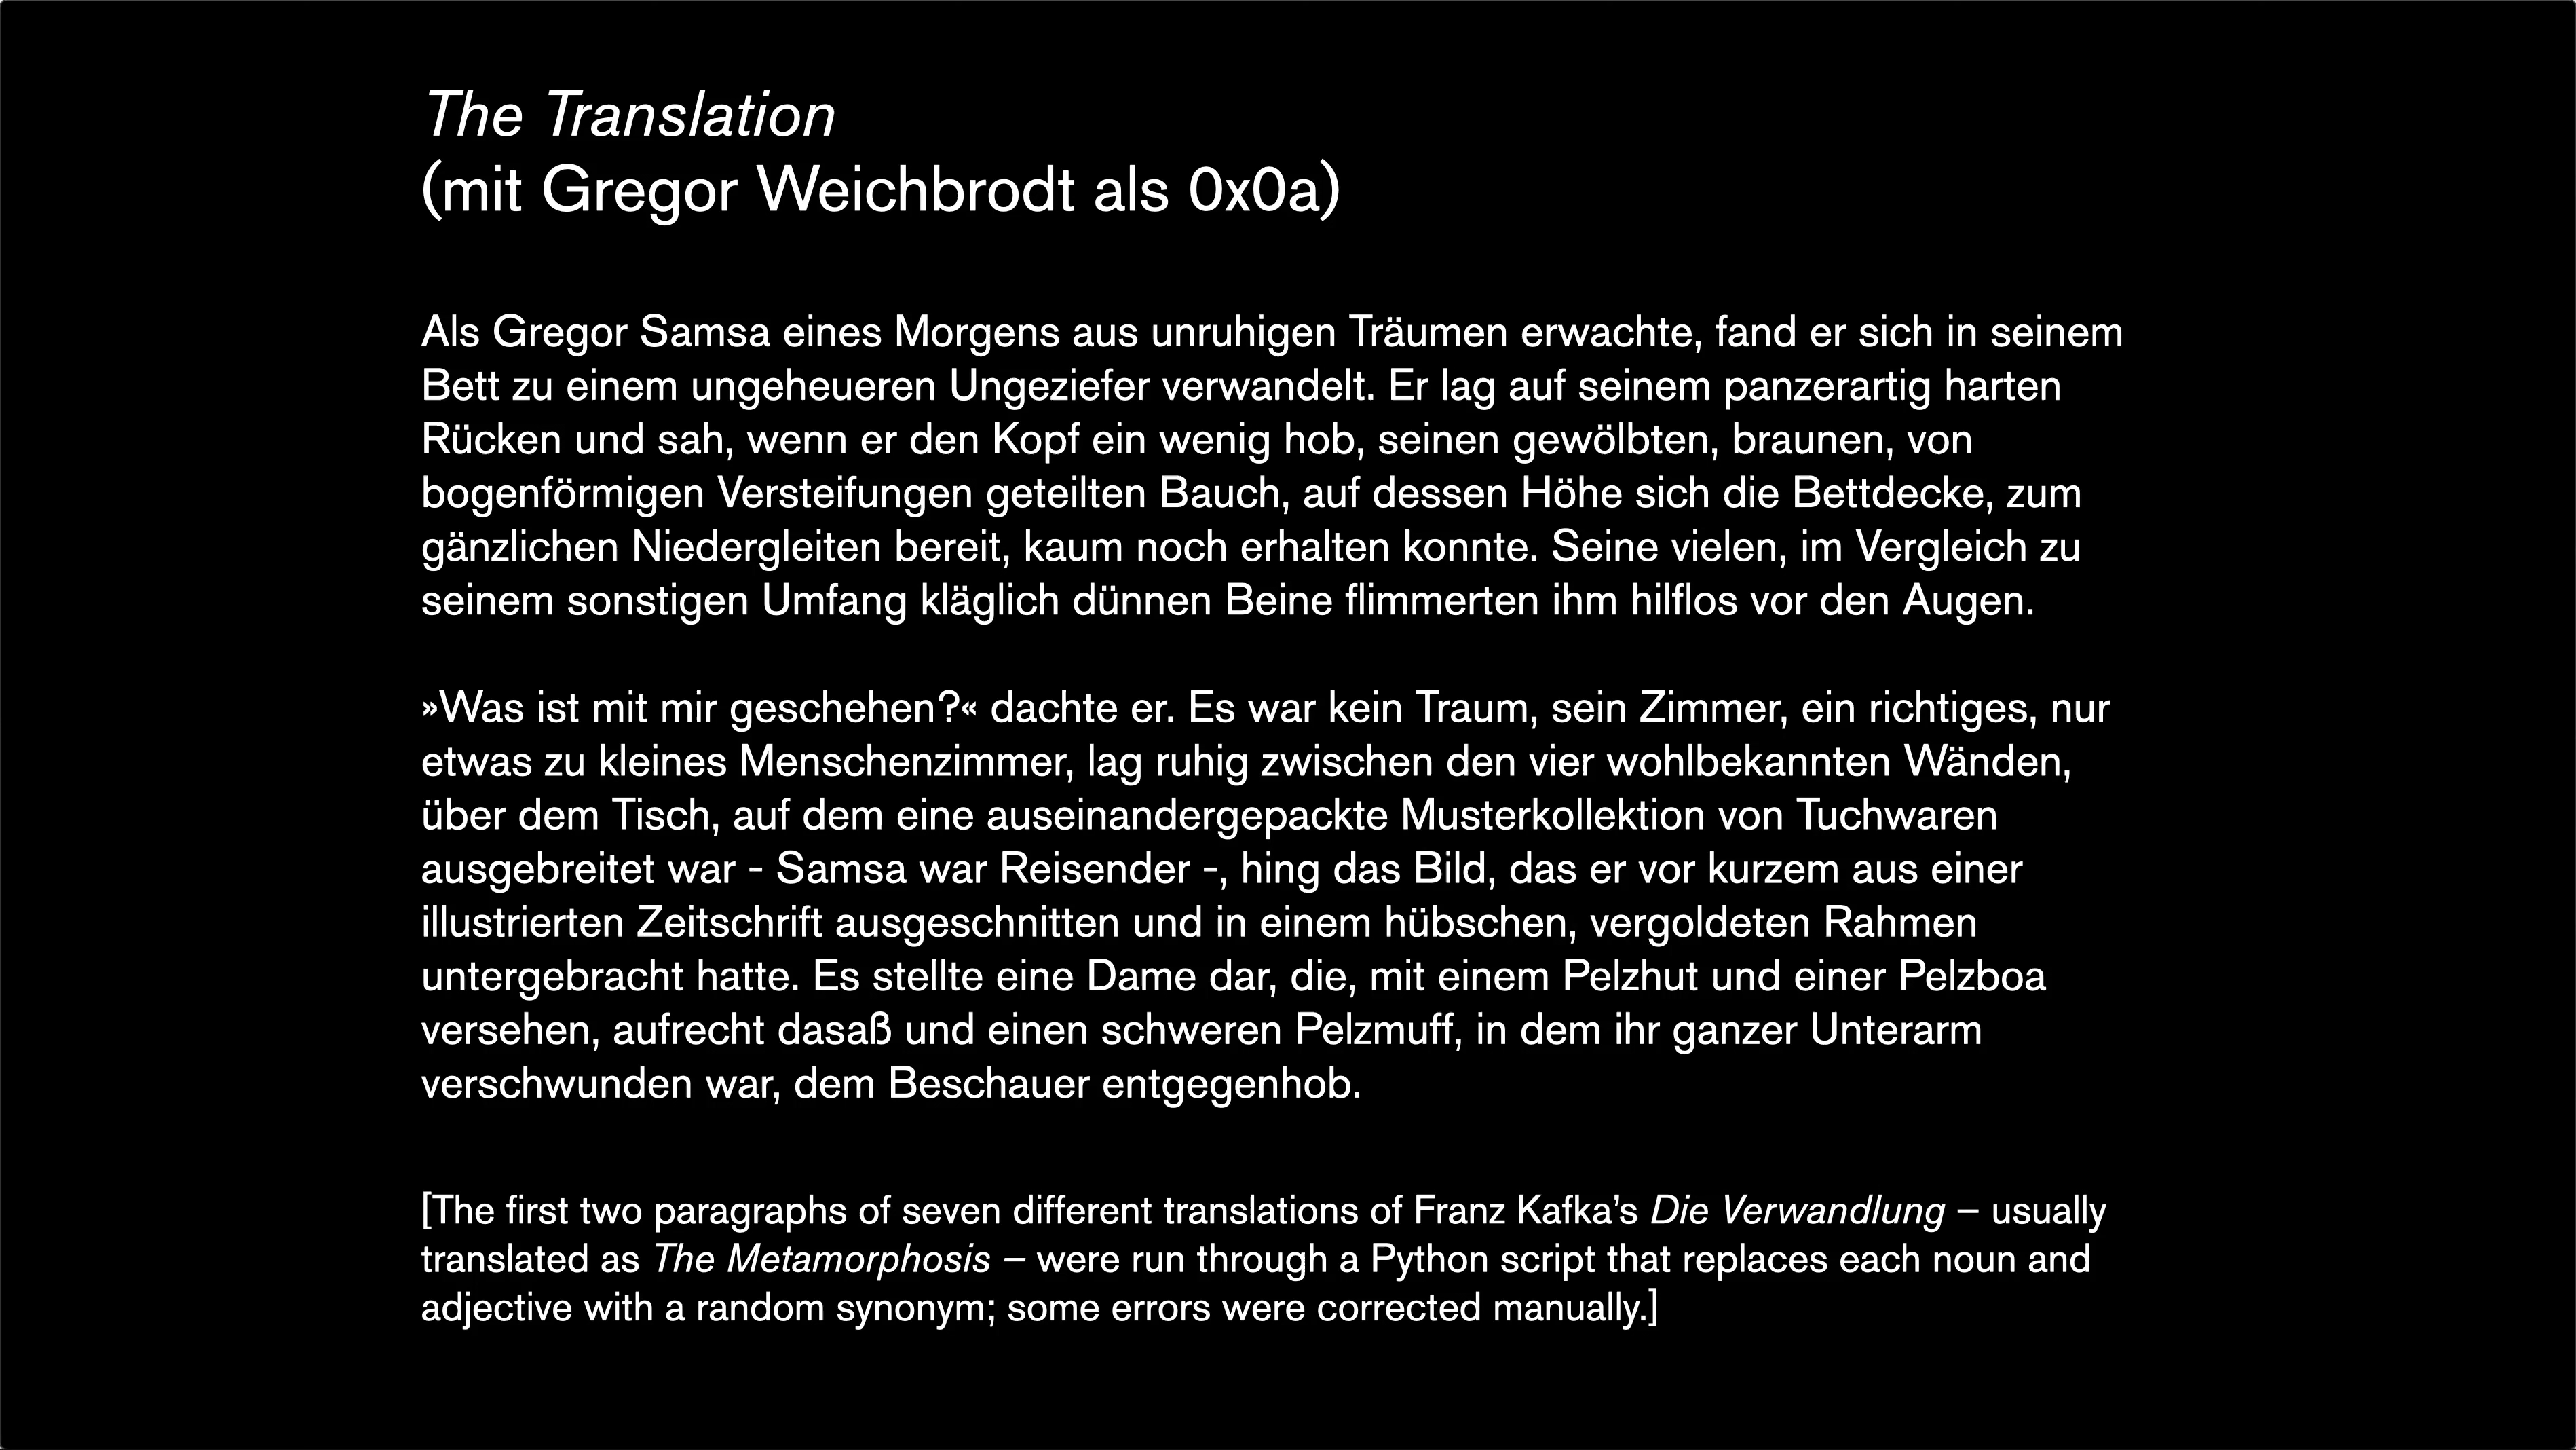 The Translation
(mit Gregor Weichbrodt als 0x0a)
Als Gregor Samsa eines Morgens aus unruhigen Träumen erwachte, fand er sich in seinem
Bett zu einem ungeheueren Ungeziefer verwandelt. Er lag auf seinem panzerartig harten
Rücken und sah, wenn er den Kopf ein wenig hob, seinen gewölbten, braunen, von
bogenförmigen Versteifungen geteilten Bauch, auf dessen Höhe sich die Bettdecke, zum
gänzlichen Niedergleiten bereit, kaum noch erhalten konnte. Seine vielen, im Vergleich zu
seinem sonstigen Umfang kläglich dünnen Beine flimmerten ihm hilflos vor den Augen.
»Was ist mit mir geschehen?« dachte er. Es war kein Traum, sein Zimmer, ein richtiges, nur
etwas zu kleines Menschenzimmer, lag ruhig zwischen den vier wohlbekannten Wänden,
über dem Tisch, auf dem eine auseinandergepackte Musterkollektion von Tuchwaren
ausgebreitet war - Samsa war Reisender -, hing das Bild, das er vor kurzem aus einer
illustrierten Zeitschrift ausgeschnitten und in einem hübschen, vergoldeten Rahmen
untergebracht hatte. Es stellte eine Dame dar, die, mit einem Pelzhut und einer Pelzboa
versehen, aufrecht dasaß und einen schweren Pelzmuff, in dem ihr ganzer Unterarm
verschwunden war, dem Beschauer entgegenhob.
[The first two paragraphs of seven different translations of Franz Kafka’s Die Verwandlung – usually
translated as The Metamorphosis – were run through a Python script that replaces each noun and
adjective with a random synonym; some errors were corrected manually.]